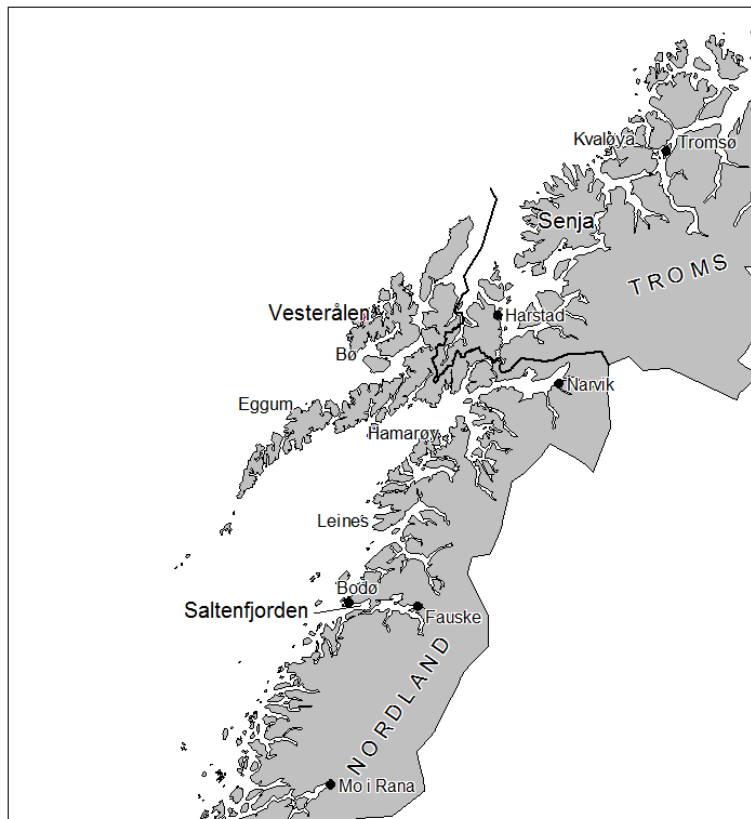 Kvaløya
Tromsø
Senja
TROMS
Vesterålen
Harstad
Bø
Narvik
Eggum
Hamarøy
Leines
Bodø
Saltenfjorden
Fauske
NORDLAND
Mo i Rana